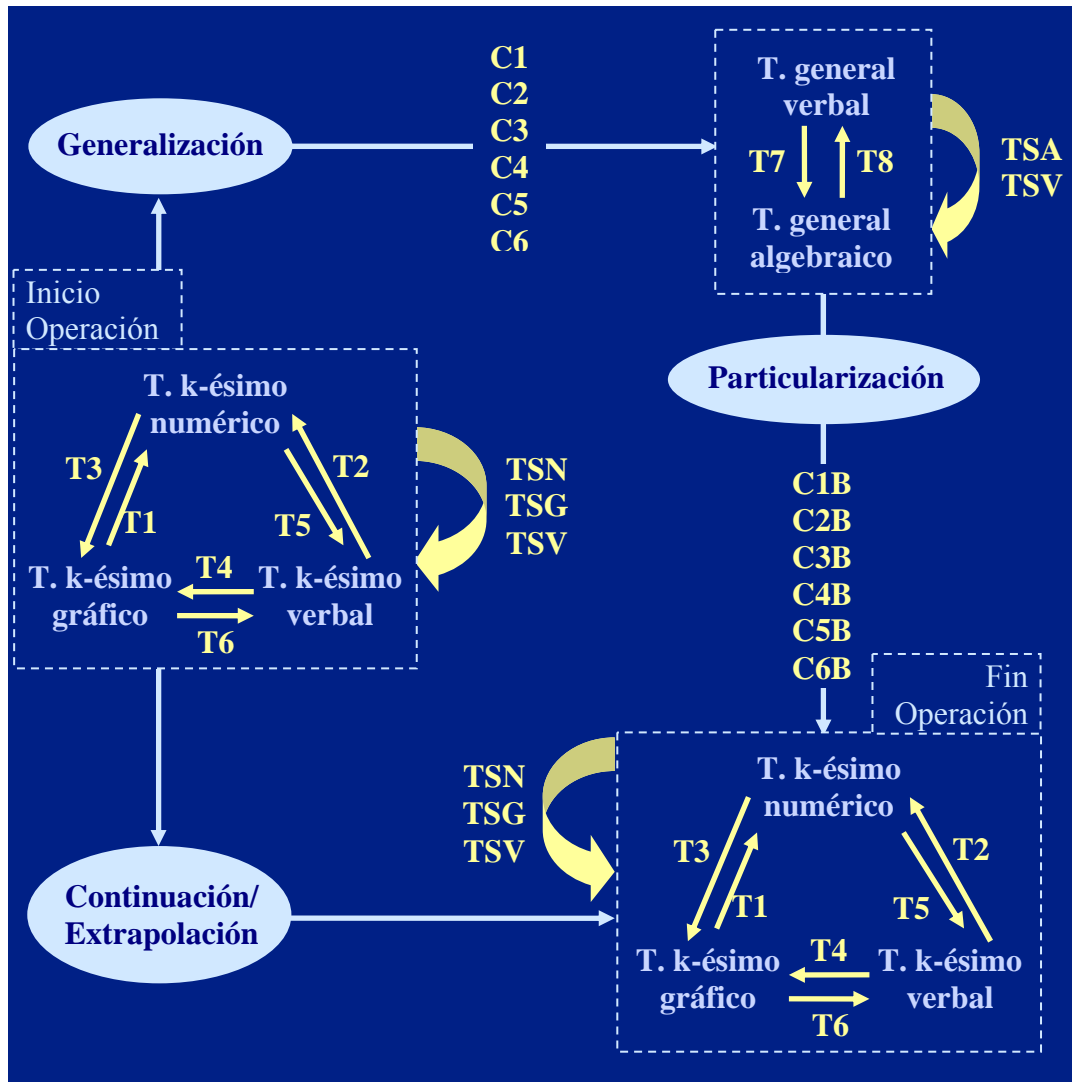 C1
C2
C3
C4
C5
C6
Generalización
T. general
verbal
T7
T8
T. general
algebraico
TSA
TSV
Inicio
Operación
T. k-ésimo
numérico
T3
T1
T2
T5
T. k-ésimo
gráfico
T4
T6
T. k-ésimo
verbal
TSN
TSG
TSV
Particularización
C1B
C2B
C3B
C4B
C5B
C6B
Fin
Operación
TSN
TSG
TSV
T. k-ésimo
numérico
T3
T1
T2
T5
T. k-ésimo
gráfico
T4
T6
T. k-ésimo
verbal
Continuación/
Extrapolación